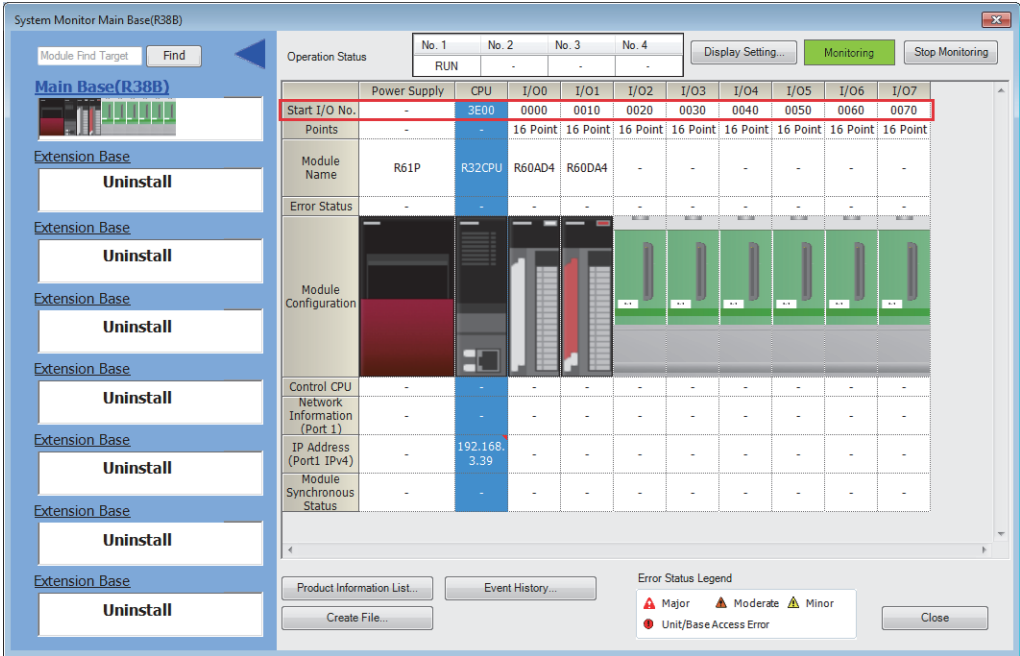 System Monitor Main Base(R38B)
Module Find Target Find
Main Base(R38B)
Extension Base
Uninstall
Extension Base
Uninstall
Extension Base
Uninstall
Extension Base
Uninstall
Extension Base
Uninstall
Extension Base
Uninstall
Extension Base
Uninstall
Operation Status
No. 1 No. 2 No. 3 No. 4
RUN - - -
Display Setting... Monitoring Stop Monitoring
Power Supply CPU I/O0 I/O1 I/O2 I/O3 I/O4 I/O5 I/O6 I/O7
Start I/O No. - 3E00 0000 0010 0020 0030 0040 0050 0060 0070
Points - - 16 Point 16 Point 16 Point 16 Point 16 Point 16 Point 16 Point 16 Point
Module
Name
R61P R32CPU R60AD4 R60DA4 - - - - - -
Error Status - - - - - - - - - -
Module
Configuration
Control CPU - - - - - - - - - -
Network
Information
(Port 1)
- - - - - - - - - -
IP Address
(Port1 IPv4)
- 192.168.
3.39
- - - - - - - -
Module
Synchronous
Status
- - - - - - - - - -
Product Information List... Event History...
Create File...
Error Status Legend
Major Moderate Minor
Unit/Base Access Error
Close